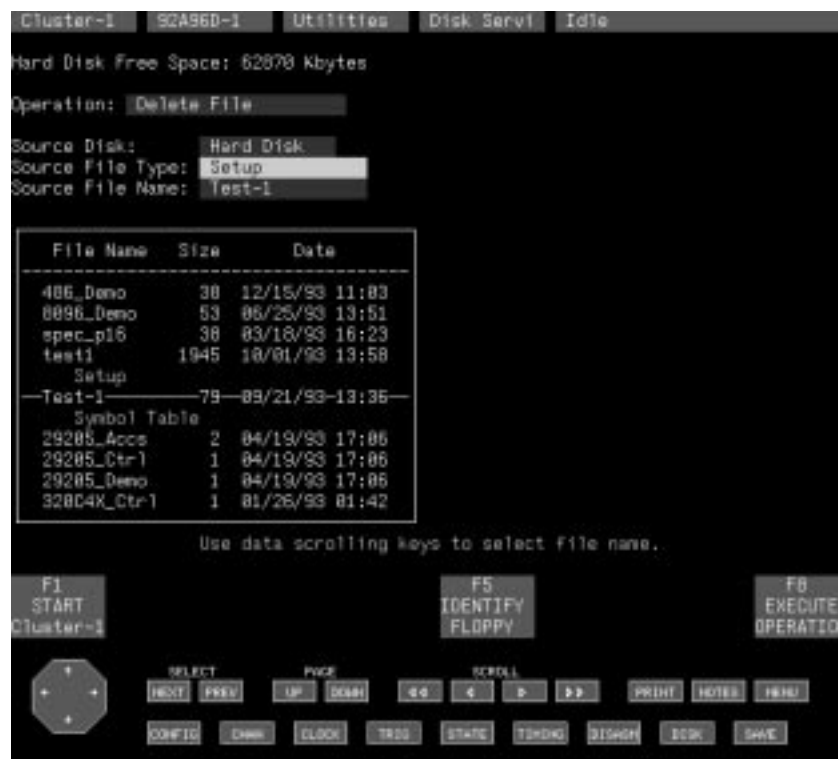 Cluster-1 92A96D-1 Utilities Disk Servi Idle
Hard Disk Free Space: 62870 Kbytes
Operation: Delete File
Source Disk: Hard Disk
Source File Type: Setup
Source File Name: Test-1
File Name Size Date
486_Demo 38 12/15/93 11:03
8096_Demo 53 06/25/93 13:51
spec_p16 38 03/18/93 16:23
test1 1945 10/01/93 13:58
Setup
Test-1 79 09/21/93 13:36
Symbol Table
29205_Accs 2 04/19/93 17:06
29205_Ctrl 1 04/19/93 17:06
29205_Demo 1 04/19/93 17:06
320C4X_Ctrl 1 01/26/93 01:42
Use data scrolling keys to select file name.
F1 F5 F8
START IDENTIFY EXECUTE
Cluster-1 FLOPPY OPERATIO
SELECT PAGE SCROLL
NEXT PREV UP DOWN PRINT NOTES MENU
CONFIG CHAN CLOCK TRIG STATE TIMING DISASM DISK SAVE